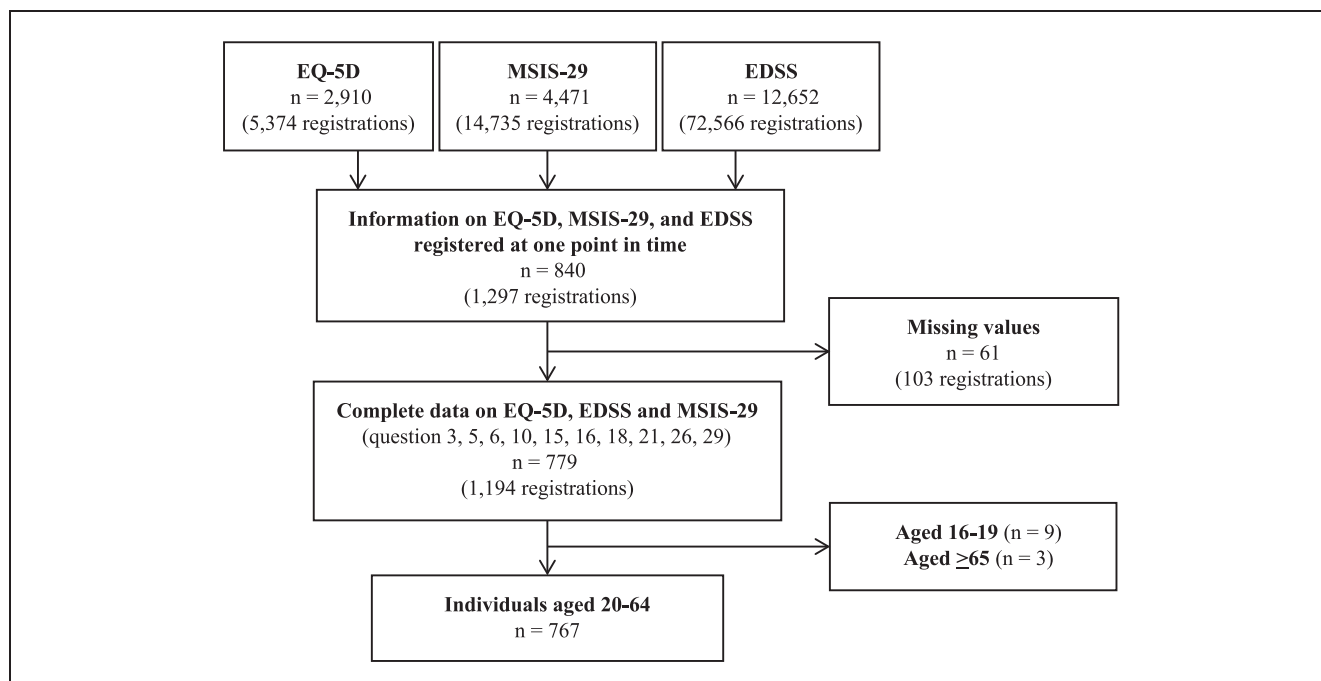 EQ-5D
n = 2,910
(5,374 registrations)
MSIS-29
n = 4,471
(14,735 registrations)
EDSS
n = 12,652
(72,566 registrations)
Information on EQ-5D, MSIS-29, and EDSS
registered at one point in time
n = 840
(1,297 registrations)
Missing values
n = 61
(103 registrations)
Complete data on EQ-5D, EDSS and MSIS-29
(question 3, 5, 6, 10, 15, 16, 18, 21, 26, 29)
n = 779
(1,194 registrations)
Aged 16-19 (n = 9)
Aged ≥65 (n = 3)
Individuals aged 20-64
n = 767